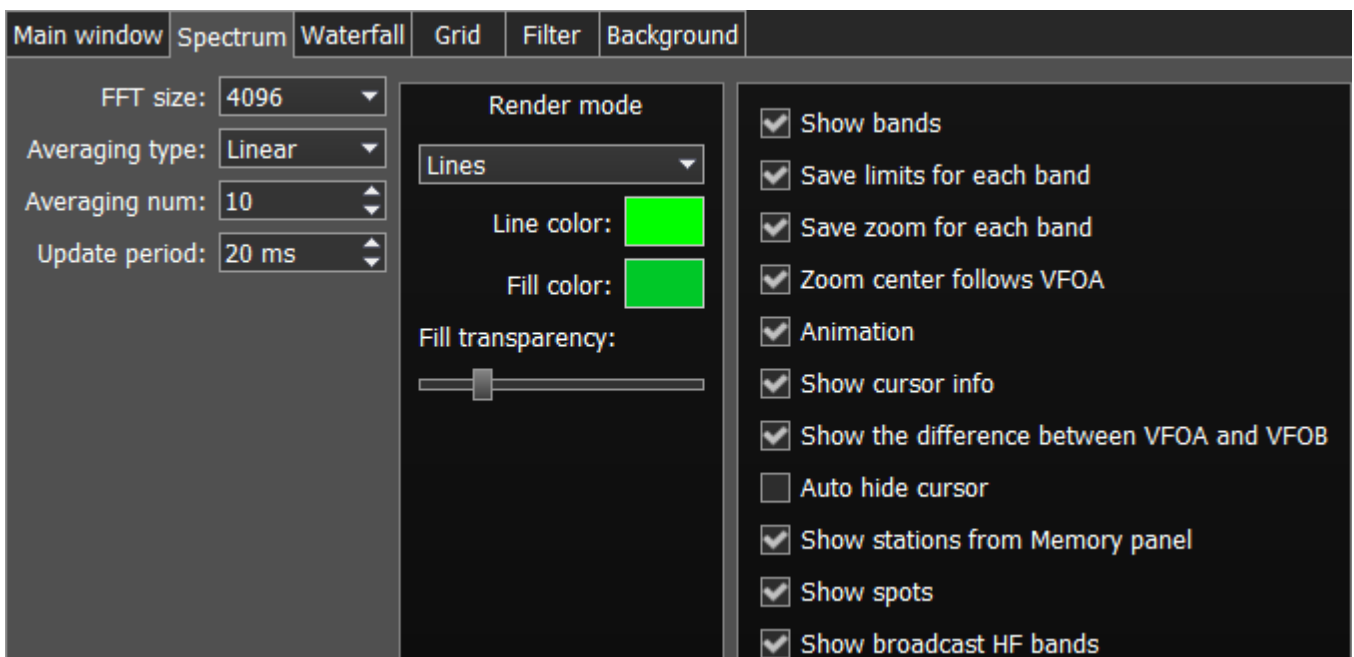 Main window Spectrum Waterfall Grid Filter Background
FFT size: 4096
Averaging type: Linear
Averaging num: 10
Update period: 20 ms
Render mode
Lines
Line color:
Fill color:
Fill transparency:
Show bands
Save limits for each band
Save zoom for each band
Zoom center follows VFOA
Animation
Show cursor info
Show the difference between VFOA and VFOB
Auto hide cursor
Show stations from Memory panel
Show spots
Show broadcast HF bands